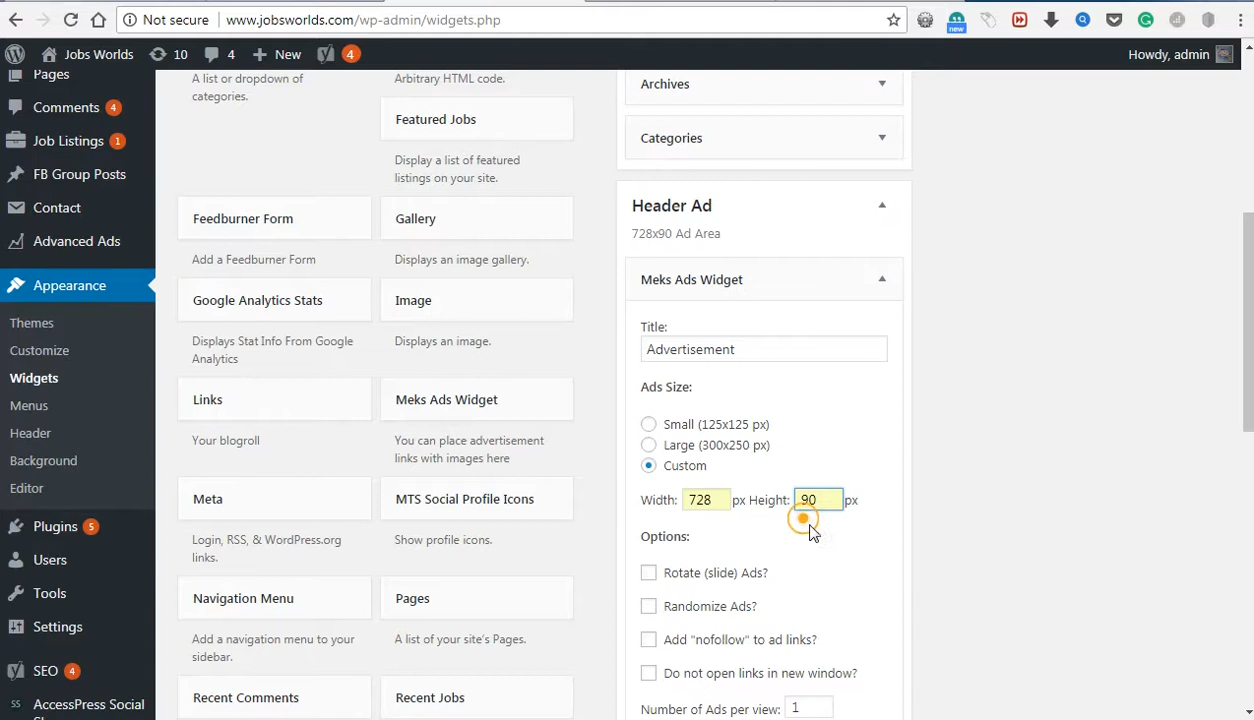 Not secure
www.jobsworlds.com/wp-admin/widgets.php
new
Jobs Worlds
10
4
New
4
Howdy, admin
Pages
Comments 4
Job Listings 1
FB Group Posts
Contact
Advanced Ads
Appearance
Themes
Customize
Widgets
Menus
Header
Background
Editor
Plugins 5
Users
Tools
Settings
SEO 4
SS AccessPress Social
A list or dropdown of
categories.
Arbitrary HTML code.
Featured Jobs
Display a list of featured
listings on your site.
Feedburner Form
Gallery
Add a Feedburner Form
Displays an image gallery.
Google Analytics Stats
Image
Displays Stat Info From Google
Analytics
Displays an image.
Links
Meks Ads Widget
Your blogroll
You can place advertisement
links with images here
Meta
MTS Social Profile Icons
Login, RSS, & WordPress.org
links.
Show profile icons.
Navigation Menu
Pages
Add a navigation menu to your
sidebar.
A list of your site's Pages.
Recent Comments
Recent Jobs
Archives
Categories
Header Ad
728x90 Ad Area
Meks Ads Widget
Title:
Advertisement
Ads Size:
Small (125x125 px)
Large (300x250 px)
Custom
Width: 728 px Height: 90 px
Options:
Rotate (slide) Ads?
Randomize Ads?
Add "nofollow" to ad links?
Do not open links in new window?
Number of Ads per view: 1